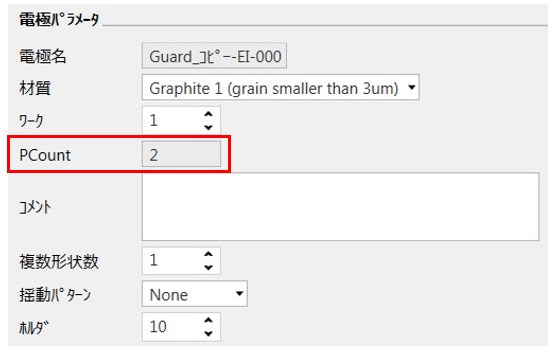 電極ﾊﾟﾗﾒｰﾀ
電極名 Guard_ｺﾋﾟｰ-EI-000
材質 Graphite 1 (grain smaller than 3um)
ﾜｰｸ 1
PCount 2
ｺﾒﾝﾄ
複数形状数 1
揺動ﾊﾟﾀｰﾝ None
ﾎﾙﾀﾞ 10